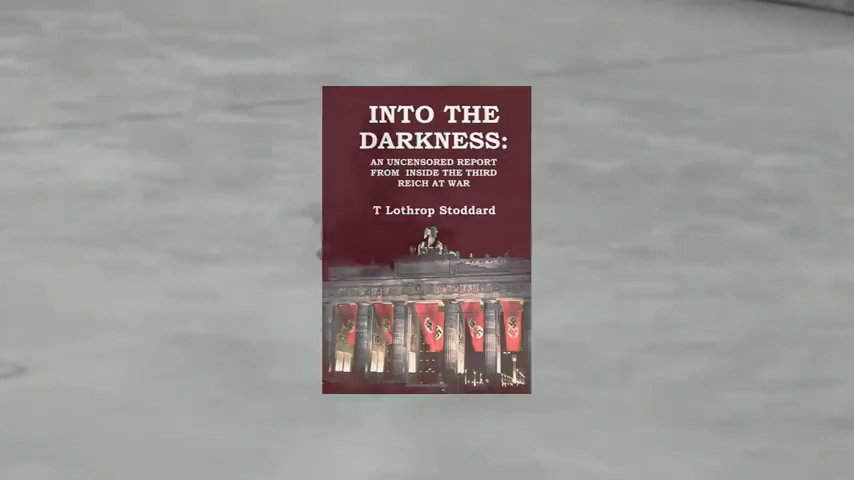 INTO THE
DARKNESS:
AN UNCENSORED REPORT
FROM INSIDE THE THIRD
REICH AT WAR
T Lothrop Stoddard